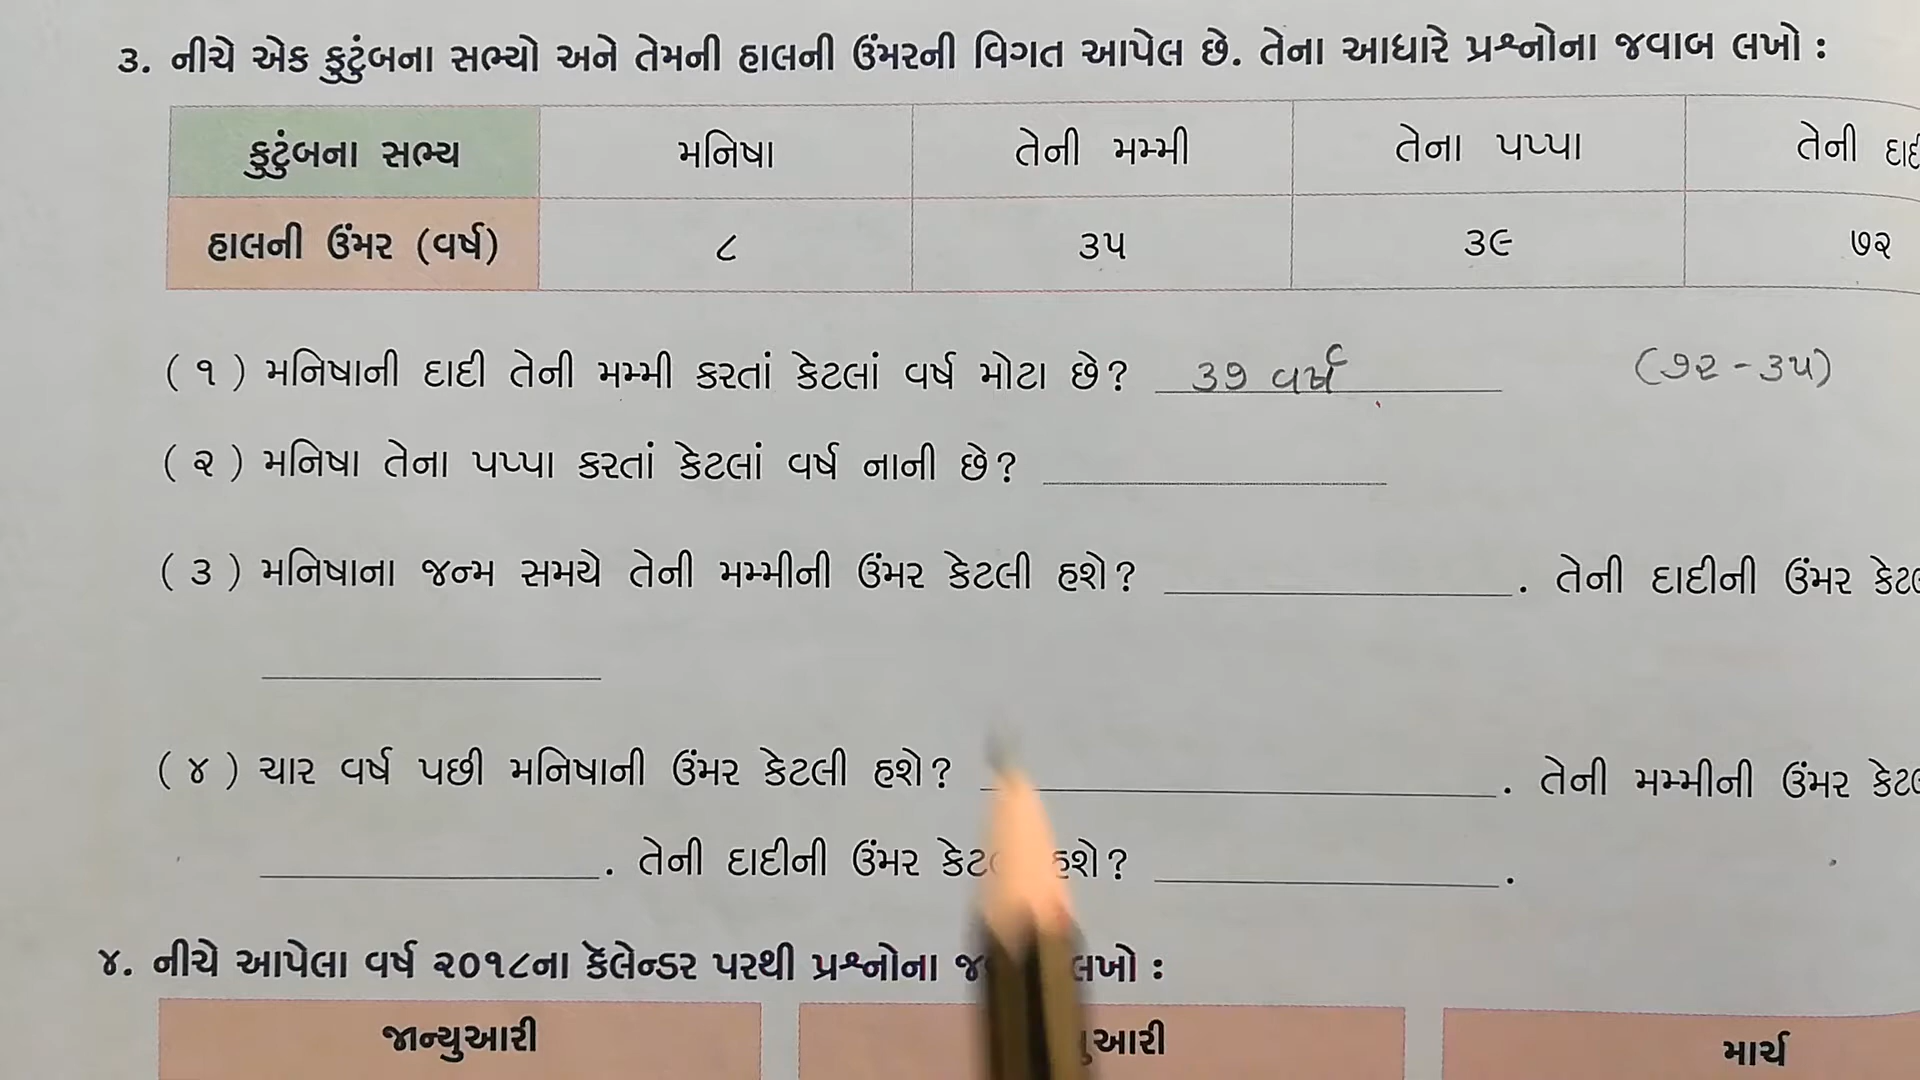 ૩. નીચે એક કુટુંબના સભ્યો અને તેમની હાલની ઉંમરની વિગત આપેલ છે. તેના આધારે પ્રશ્નોના જવાબ લખો :
કુટુંબના સભ્ય મનિષા તેની મમ્મી તેના પપ્પા તેની
હાલની ઉંમર (વર્ષ) ૮ ૩૫ ૩૯ ૭૨
(૧) મનિષાની દાદી તેની મમ્મી કરતાં કેટલાં વર્ષ મોટા છે? ૩૭ વર્ષ (૭૨ - ૩૫)
(૨) મનિષા તેના પપ્પા કરતાં કેટલાં વર્ષ નાની છે?
(૩) મનિષાના જન્મ સમયે તેની મમ્મીની ઉંમર કેટલી હશે? . તેની દાદીની ઉંમર
(૪) ચાર વર્ષ પછી મનિષાની ઉંમર કેટલી હશે? . તેની મમ્મીની ઉંમર
. તેની દાદીની ઉંમર હશે? .
૪. નીચે આપેલા વર્ષ ૨૦૧૮ના કૅલેન્ડર પરથી પ્રશ્નોના લખો :
જાન્યુઆરી માર્ચ